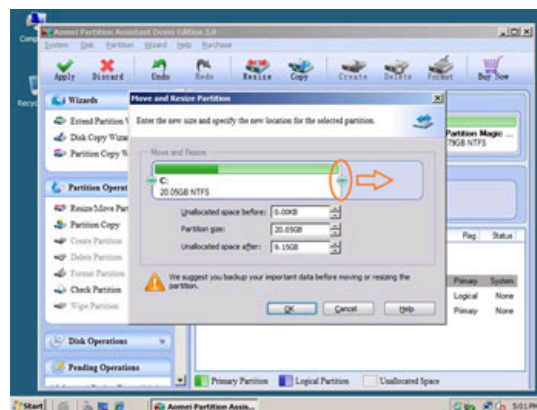 Aomei Partition Assistant Demo Edition 3.0
System Disk Partition Wizard Help Purchase
Apply Discard Undo Redo Resize Copy Create Delete Format Buy Now
Wizards
Extend Partition
Disk Copy Wiza
Partition Copy W
Partition Operat
Resize/Move Par
Partition Copy
Create Partition
Delete Partition
Format Partition
Check Partition
Wipe Partition
Disk Operations
Pending Operations
Move and Resize Partition
Enter the new size and specify the new location for the selected partition.
Move and Resize
C:
20.05GB NTFS
Unallocated space before: 0.00KB
Partition size: 20.05GB
Unallocated space after: 9.15GB
We suggest you backup your important data before moving or resizing the
partition.
OK Cancel Help
Partition Magic ...
79GB NTFS
Flag Status
Primary System
Logical None
Primary None
Primary Partition Logical Partition Unallocated Space
Start Aomei Partition Assis... 5:01 PM